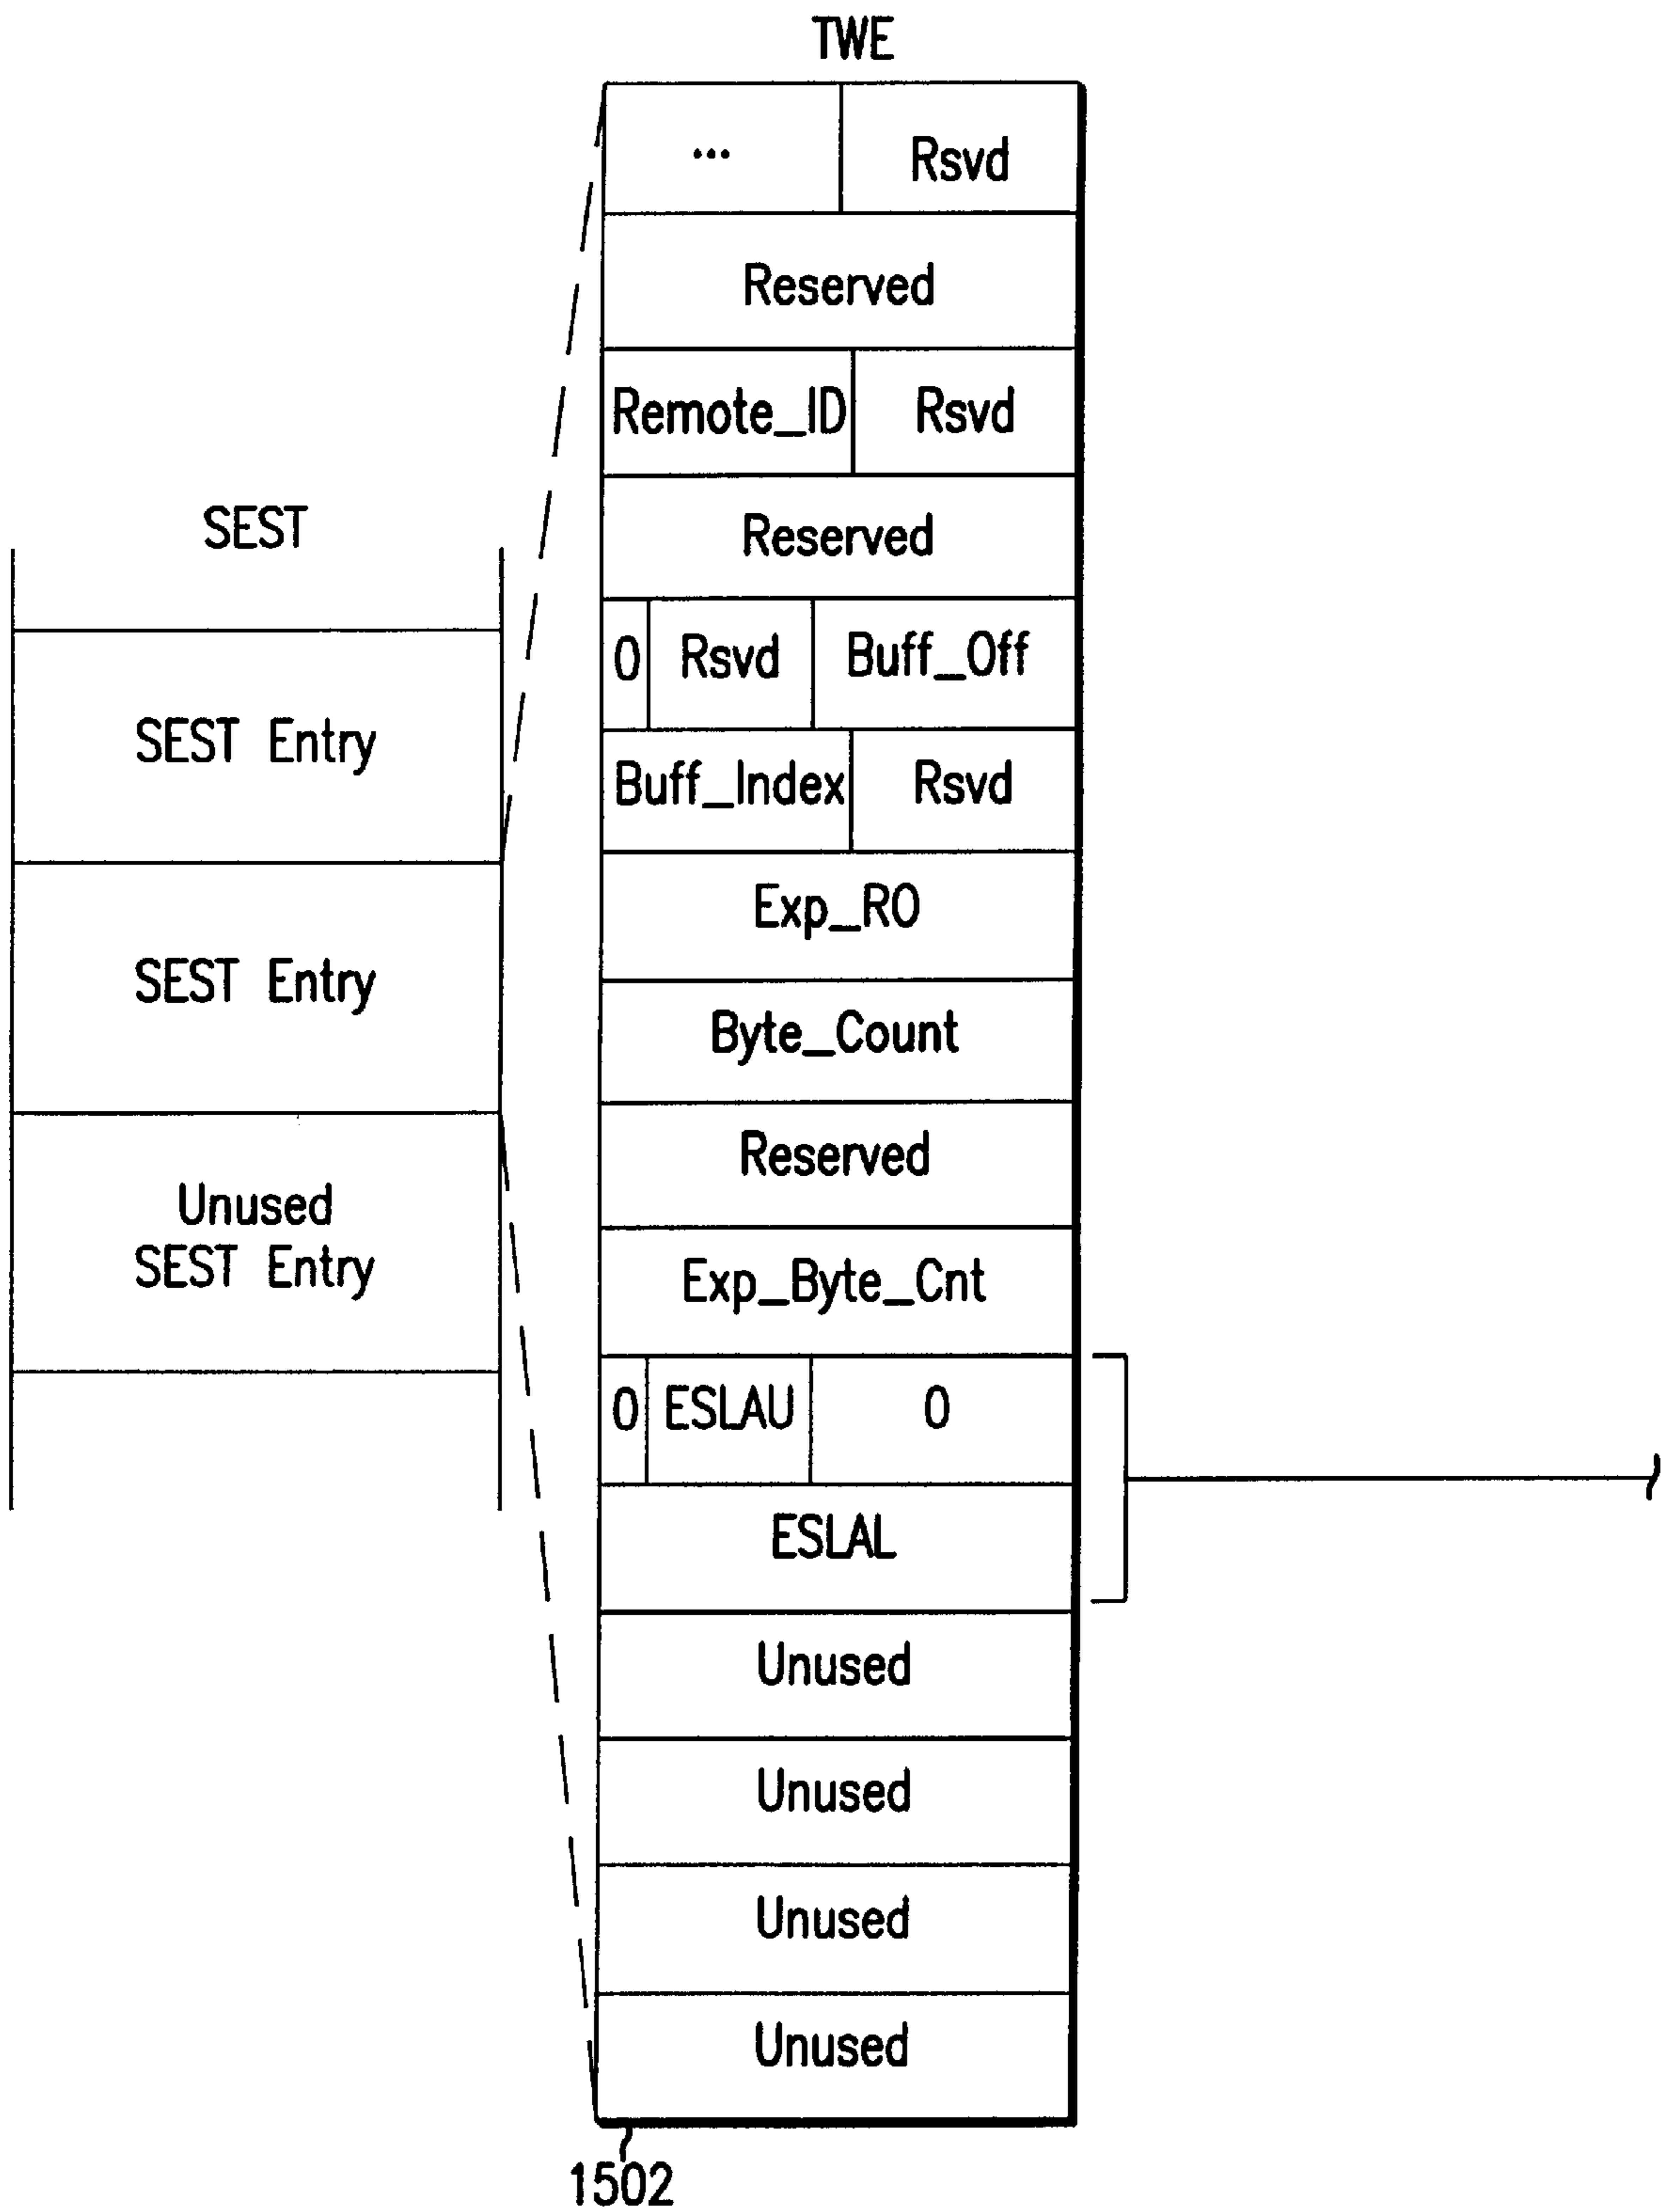 TWE
... Rsvd
Reserved
Remote_ID Rsvd
Reserved
0 Rsvd Buff_Off
Buff_Index Rsvd
Exp_RO
Byte_Count
Reserved
Exp_Byte_Cnt
0 ESLAU 0
ESLAL
Unused
Unused
Unused
Unused
1502
SEST
SEST Entry
SEST Entry
Unused
SEST Entry